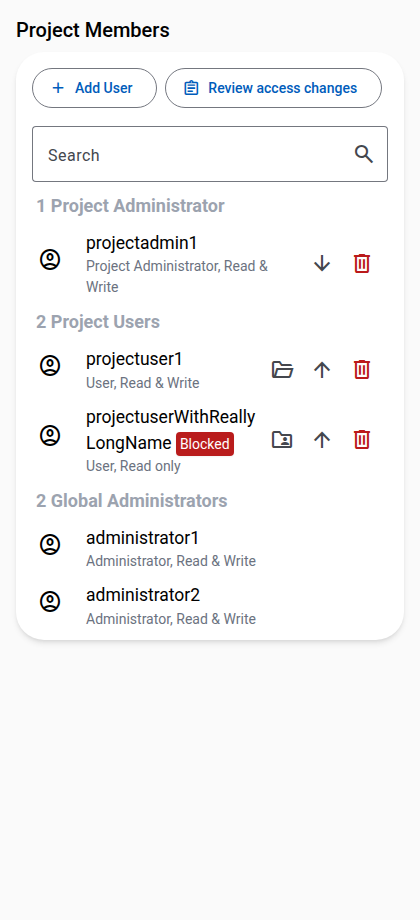 Project Members
Add User
Review access changes
Search
1 Project Administrator
projectadmin1
Project Administrator, Read &
Write
2 Project Users
projectuser1
User, Read & Write
projectuserWithReally
LongName Blocked
User, Read only
2 Global Administrators
administrator1
Administrator, Read & Write
administrator2
Administrator, Read & Write